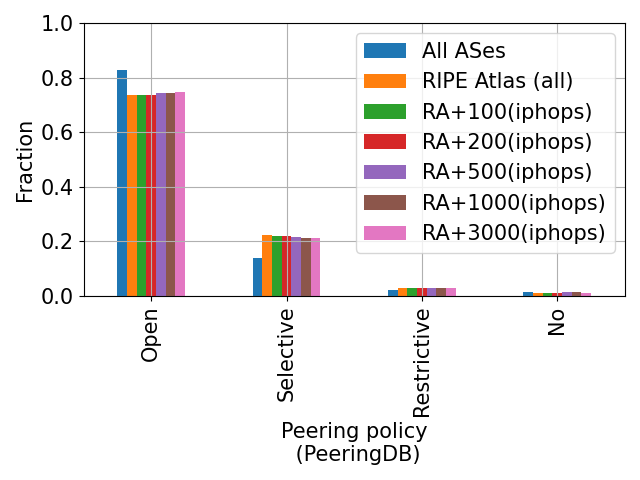 1.0
0.8
0.6
0.4
0.2
0.0
Fraction
All ASes
RIPE Atlas (all)
RA+100(iphops)
RA+200(iphops)
RA+500(iphops)
RA+1000(iphops)
RA+3000(iphops)
Open
Selective
Restrictive
No
Peering policy
(PeeringDB)